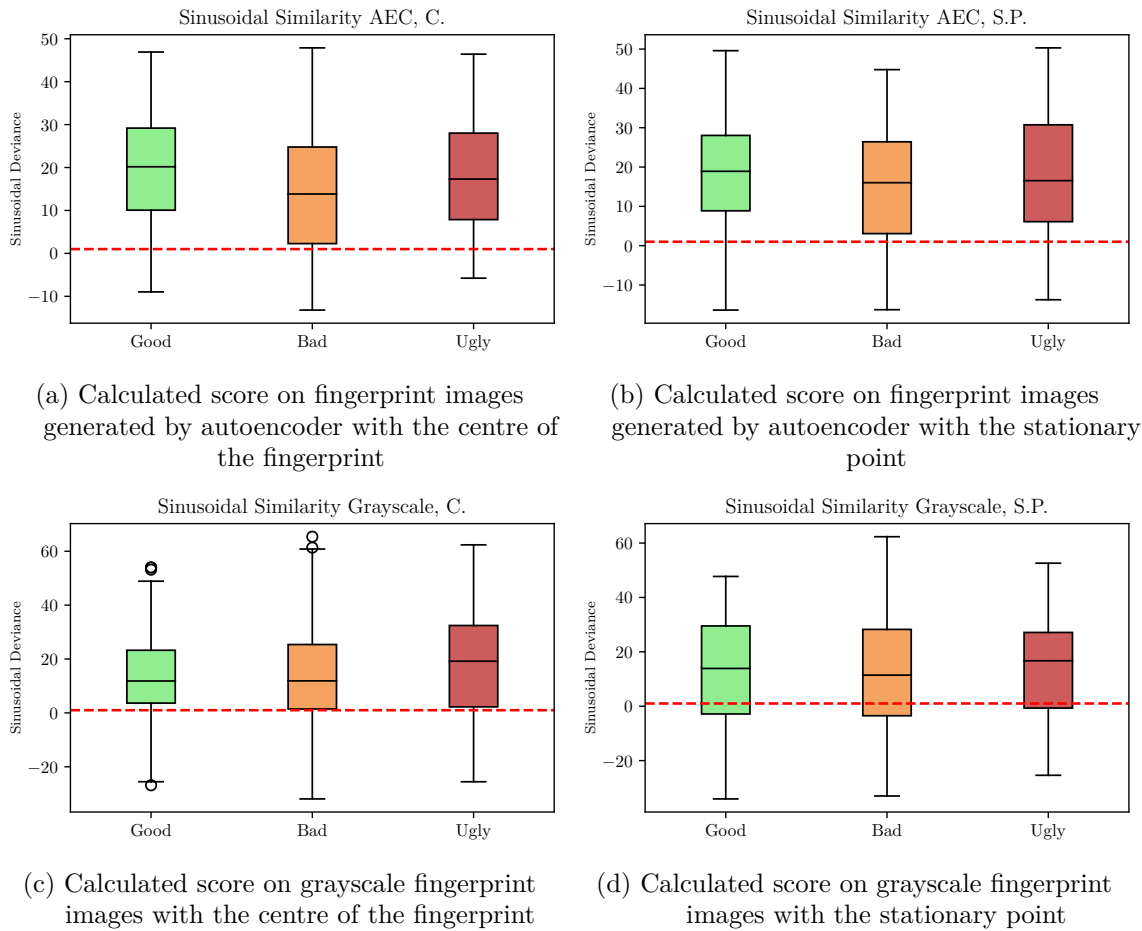 Sinusoidal Similarity AEC, C.
Sinusoidal Deviance
50
40
30
20
10
0
−10
Good Bad Ugly
(a) Calculated score on fingerprint images
generated by autoencoder with the centre of
the fingerprint
Sinusoidal Similarity AEC, S.P.
Sinusoidal Deviance
50
40
30
20
10
0
−10
Good Bad Ugly
(b) Calculated score on fingerprint images
generated by autoencoder with the stationary
point
Sinusoidal Similarity Grayscale, C.
Sinusoidal Deviance
60
40
20
0
−20
Good Bad Ugly
(c) Calculated score on grayscale fingerprint
images with the centre of the fingerprint
Sinusoidal Similarity Grayscale, S.P.
Sinusoidal Deviance
60
40
20
0
−20
Good Bad Ugly
(d) Calculated score on grayscale fingerprint
images with the stationary point